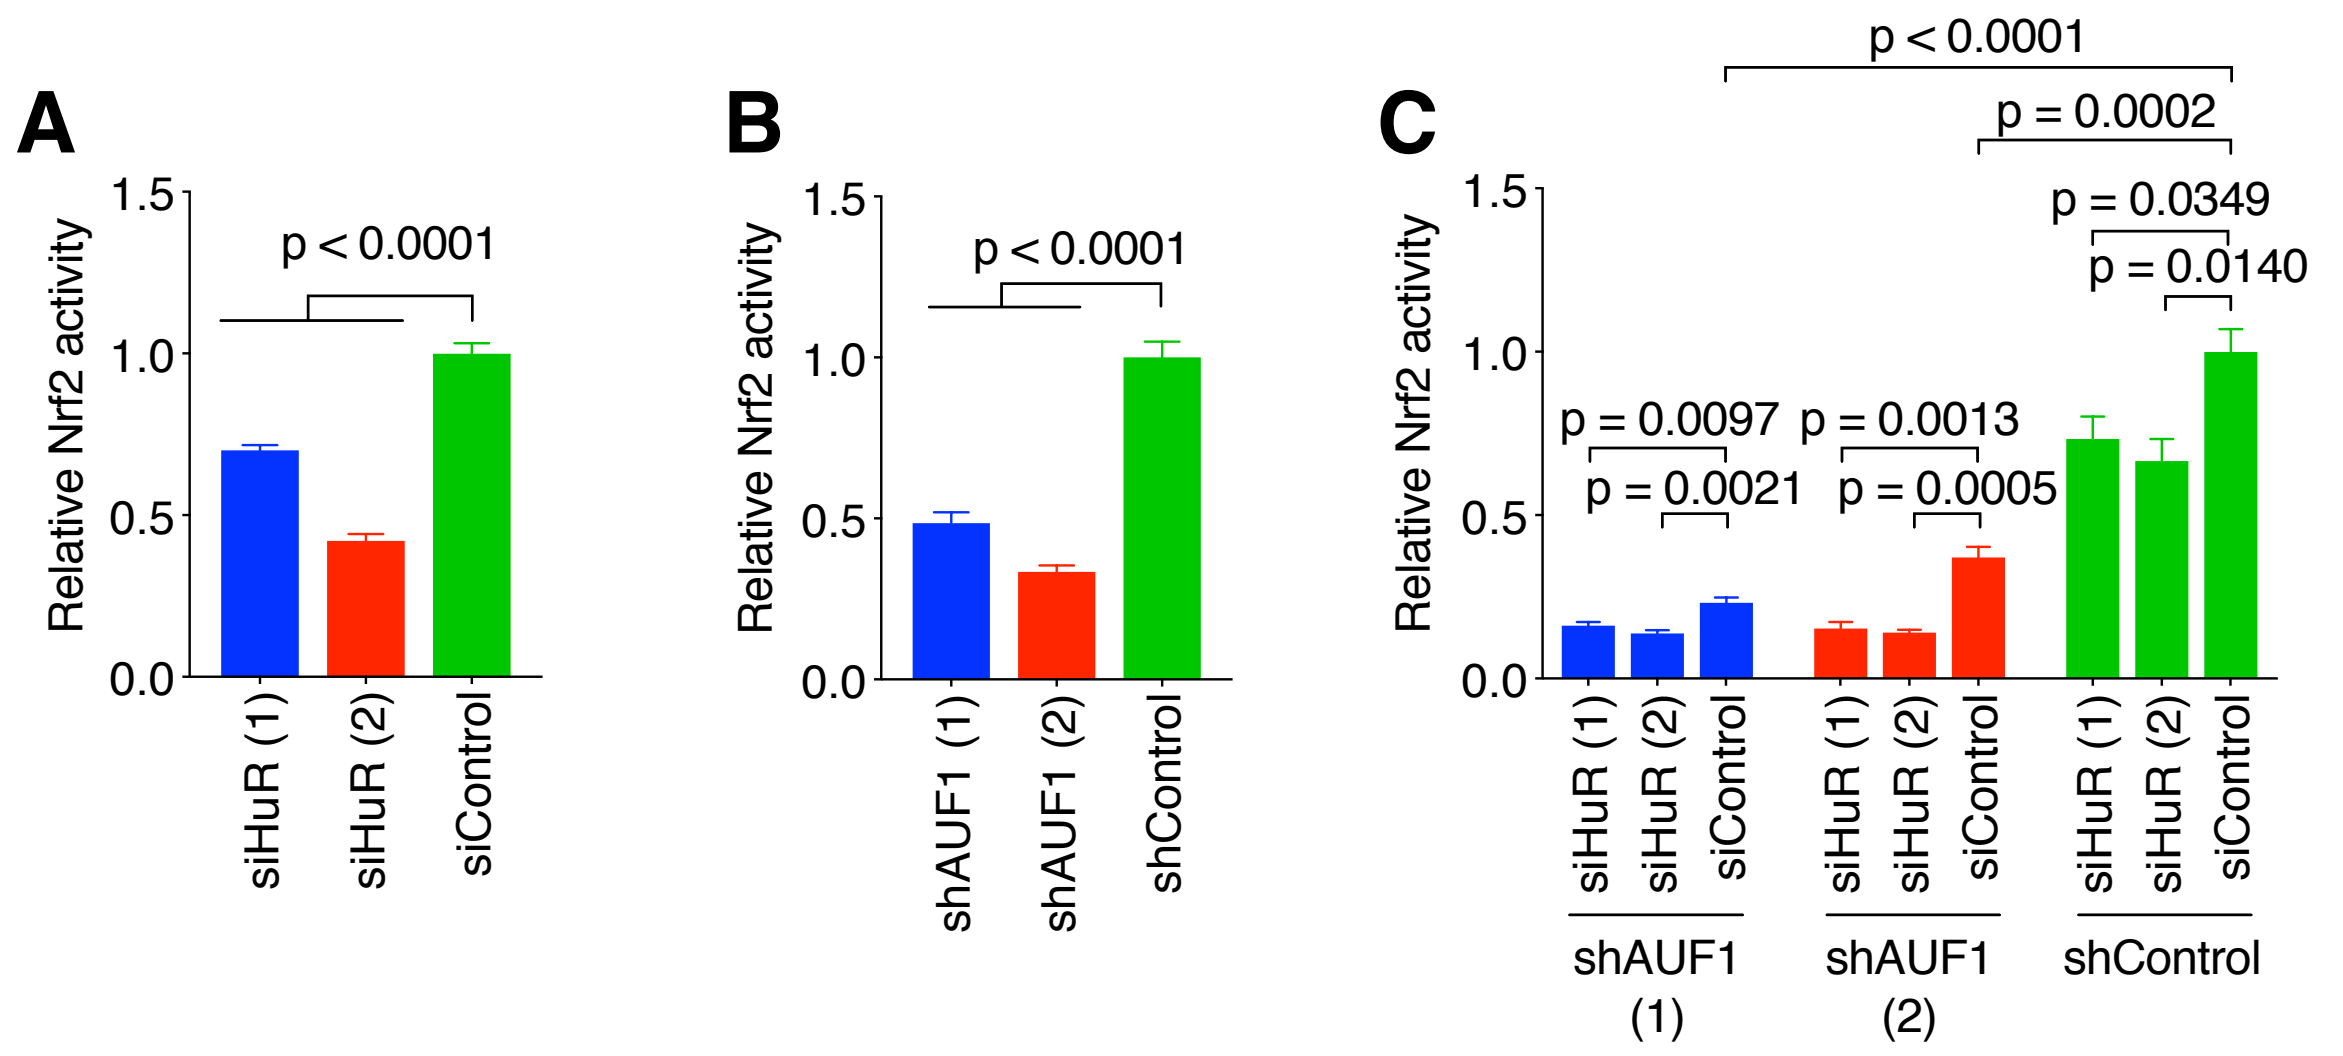 A
Relative Nrf2 activity
1.5
1.0
0.5
0.0
p < 0.0001
siHuR (1)
siHuR (2)
siControl
B
Relative Nrf2 activity
1.5
1.0
0.5
0.0
p < 0.0001
shAUF1 (1)
shAUF1 (2)
shControl
C
Relative Nrf2 activity
1.5
1.0
0.5
0.0
p < 0.0001
p = 0.0002
p = 0.0349
p = 0.0140
p = 0.0097
p = 0.0013
p = 0.0021
p = 0.0005
siHuR (1)
siHuR (2)
siControl
siHuR (1)
siHuR (2)
siControl
siHuR (1)
siHuR (2)
siControl
shAUF1
(1)
shAUF1
(2)
shControl